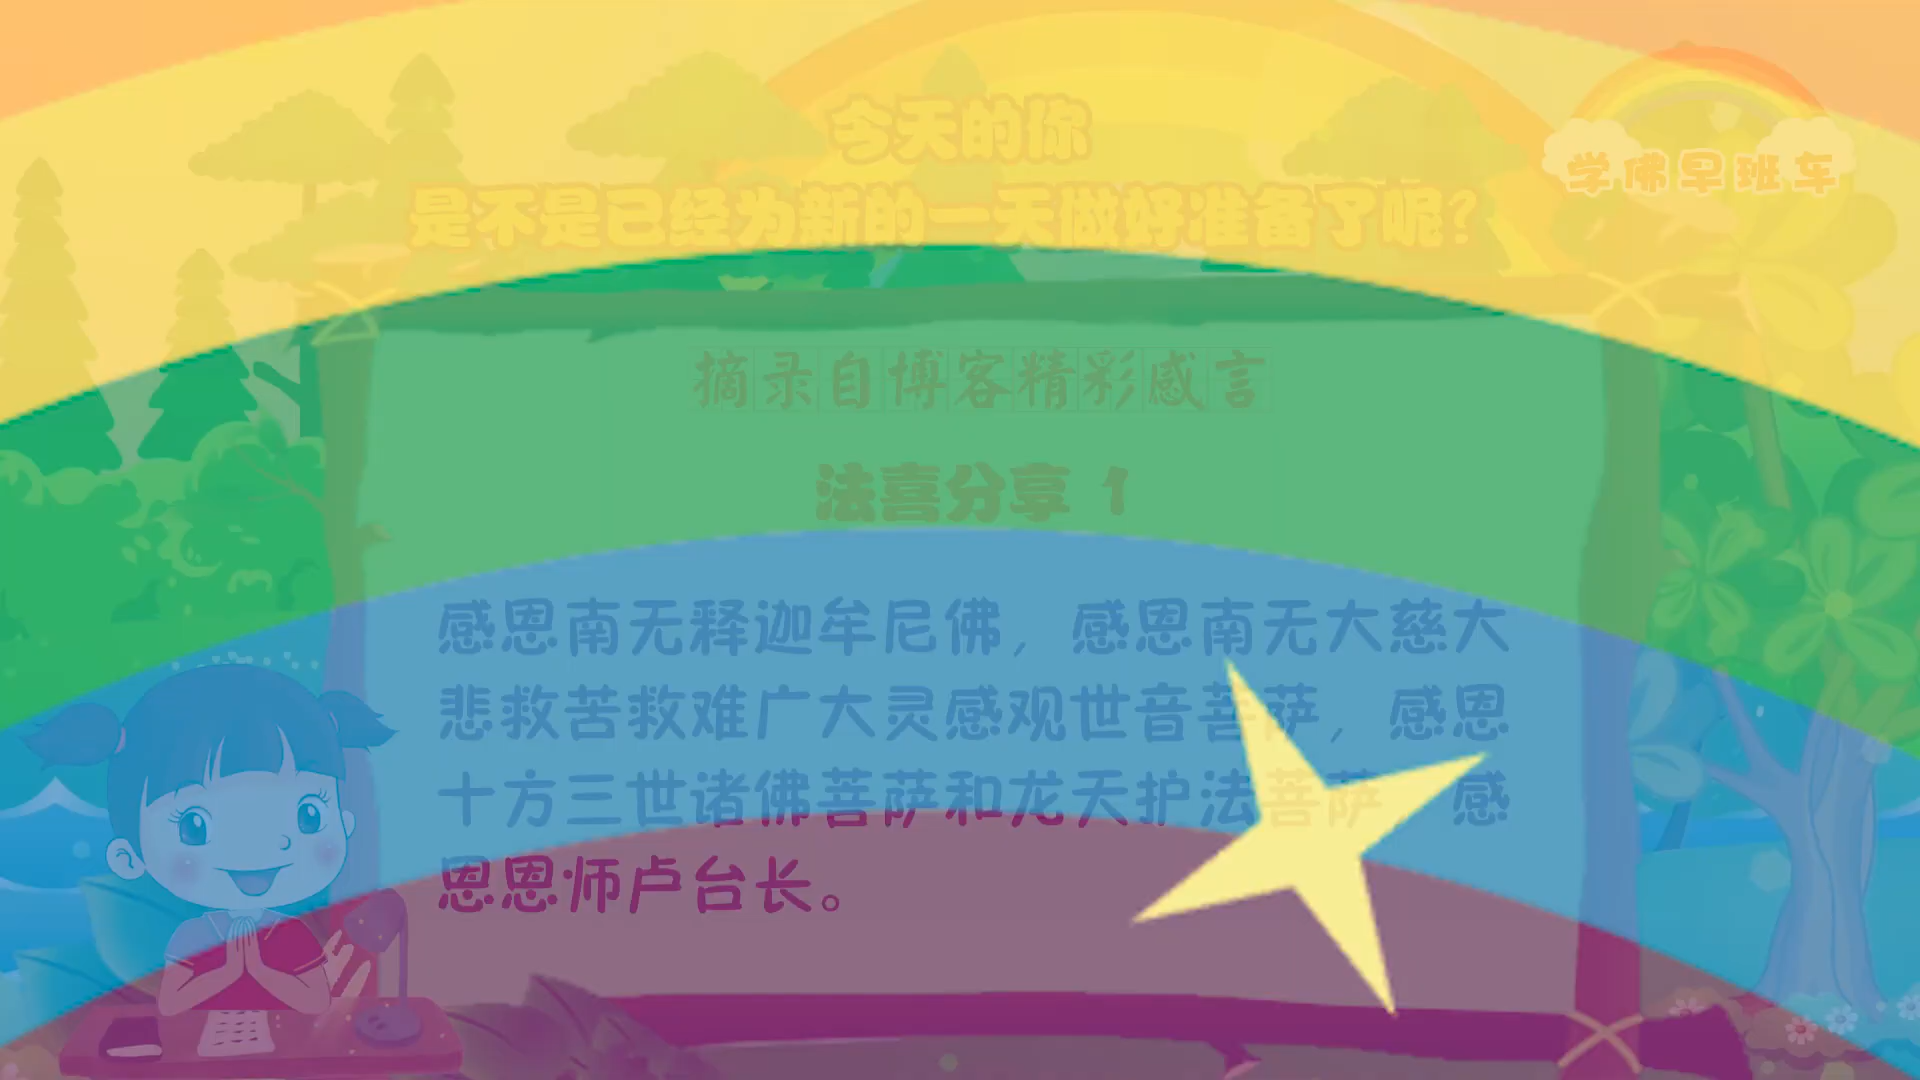 今天的你
是不是已经为新的一天做好准备了呢?
学佛早班车
摘录自博客精彩感言
法喜分享 1
感恩南无释迦牟尼佛，感恩南无大慈大
悲救苦救难广大灵感观世音菩萨，感恩
十方三世诸佛菩萨和龙天护法菩萨，感
恩恩师卢台长。